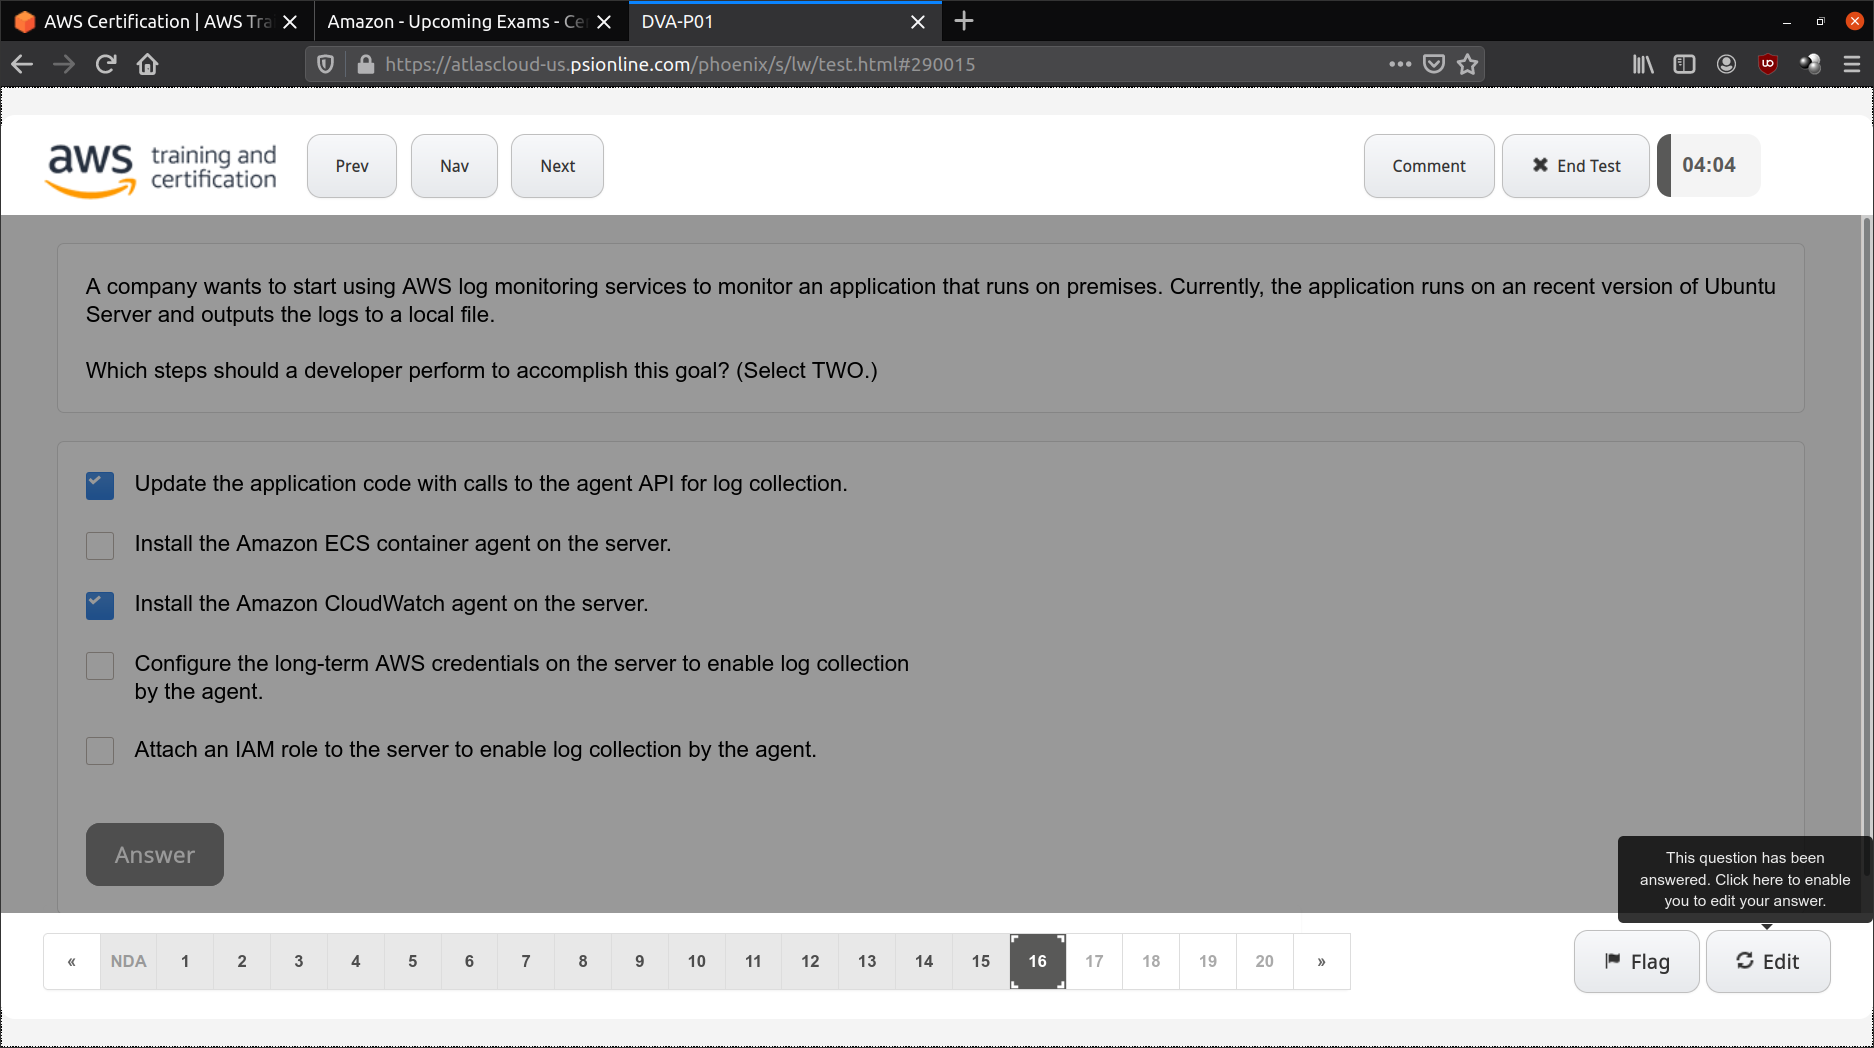 AWS Certification | AWS Tra
Amazon - Upcoming Exams - Ce
DVA-P01
https://atlascloud-us.psionline.com/phoenix/s/lw/test.html#290015
aws training and
certification
Prev
Nav
Next
Comment
✖ End Test
04:04
A company wants to start using AWS log monitoring services to monitor an application that runs on premises. Currently, the application runs on an recent version of Ubuntu
Server and outputs the logs to a local file.
Which steps should a developer perform to accomplish this goal? (Select TWO.)
Update the application code with calls to the agent API for log collection.
Install the Amazon ECS container agent on the server.
Install the Amazon CloudWatch agent on the server.
Configure the long-term AWS credentials on the server to enable log collection
by the agent.
Attach an IAM role to the server to enable log collection by the agent.
Answer
This question has been
answered. Click here to enable
you to edit your answer.
« NDA 1 2 3 4 5 6 7 8 9 10 11 12 13 14 15 16 17 18 19 20 »
Flag
Edit